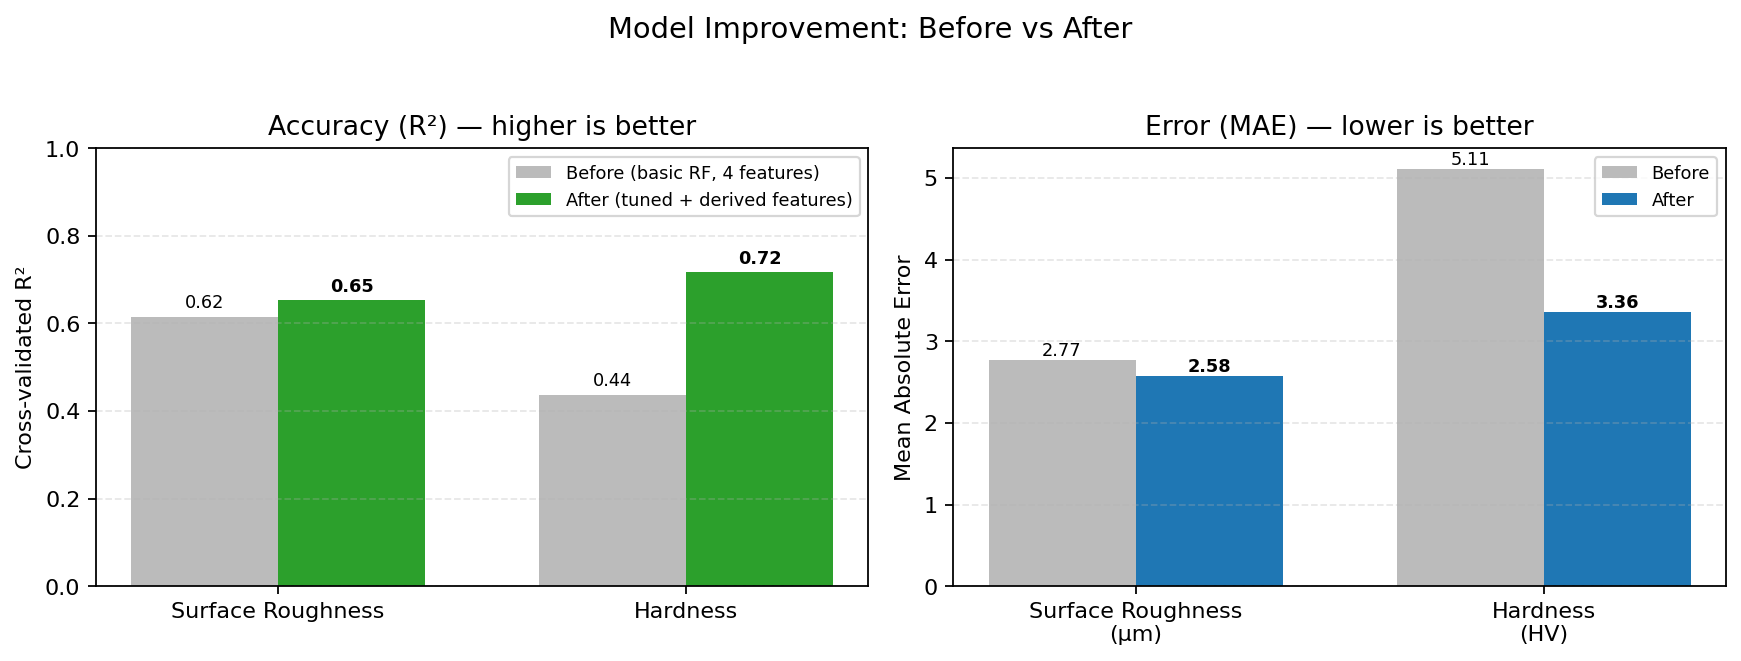 Model Improvement: Before vs After
Accuracy (R²) — higher is better
Cross-validated R²
1.0
0.8
0.6
0.4
0.2
0.0
Before (basic RF, 4 features)
After (tuned + derived features)
0.62
0.65
0.44
0.72
Surface Roughness
Hardness
Error (MAE) — lower is better
Mean Absolute Error
5
4
3
2
1
0
Before
After
2.77
2.58
5.11
3.36
Surface Roughness
(μm)
Hardness
(HV)